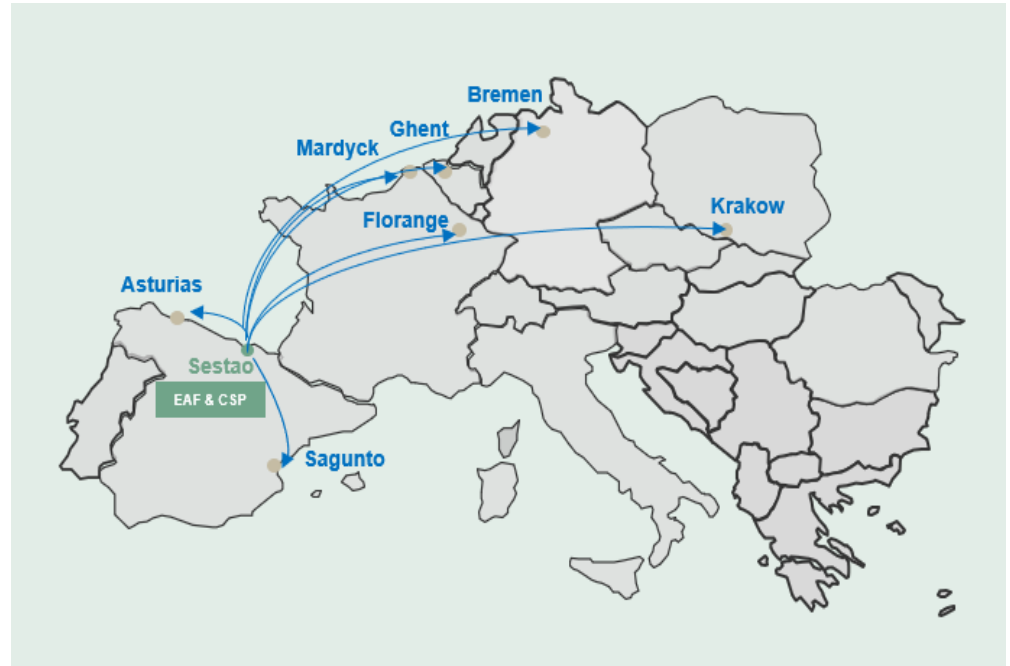 Bremen
Ghent
Mardyck
Krakow
Florange
Asturias
Sestao
EAF & CSP
Sagunto